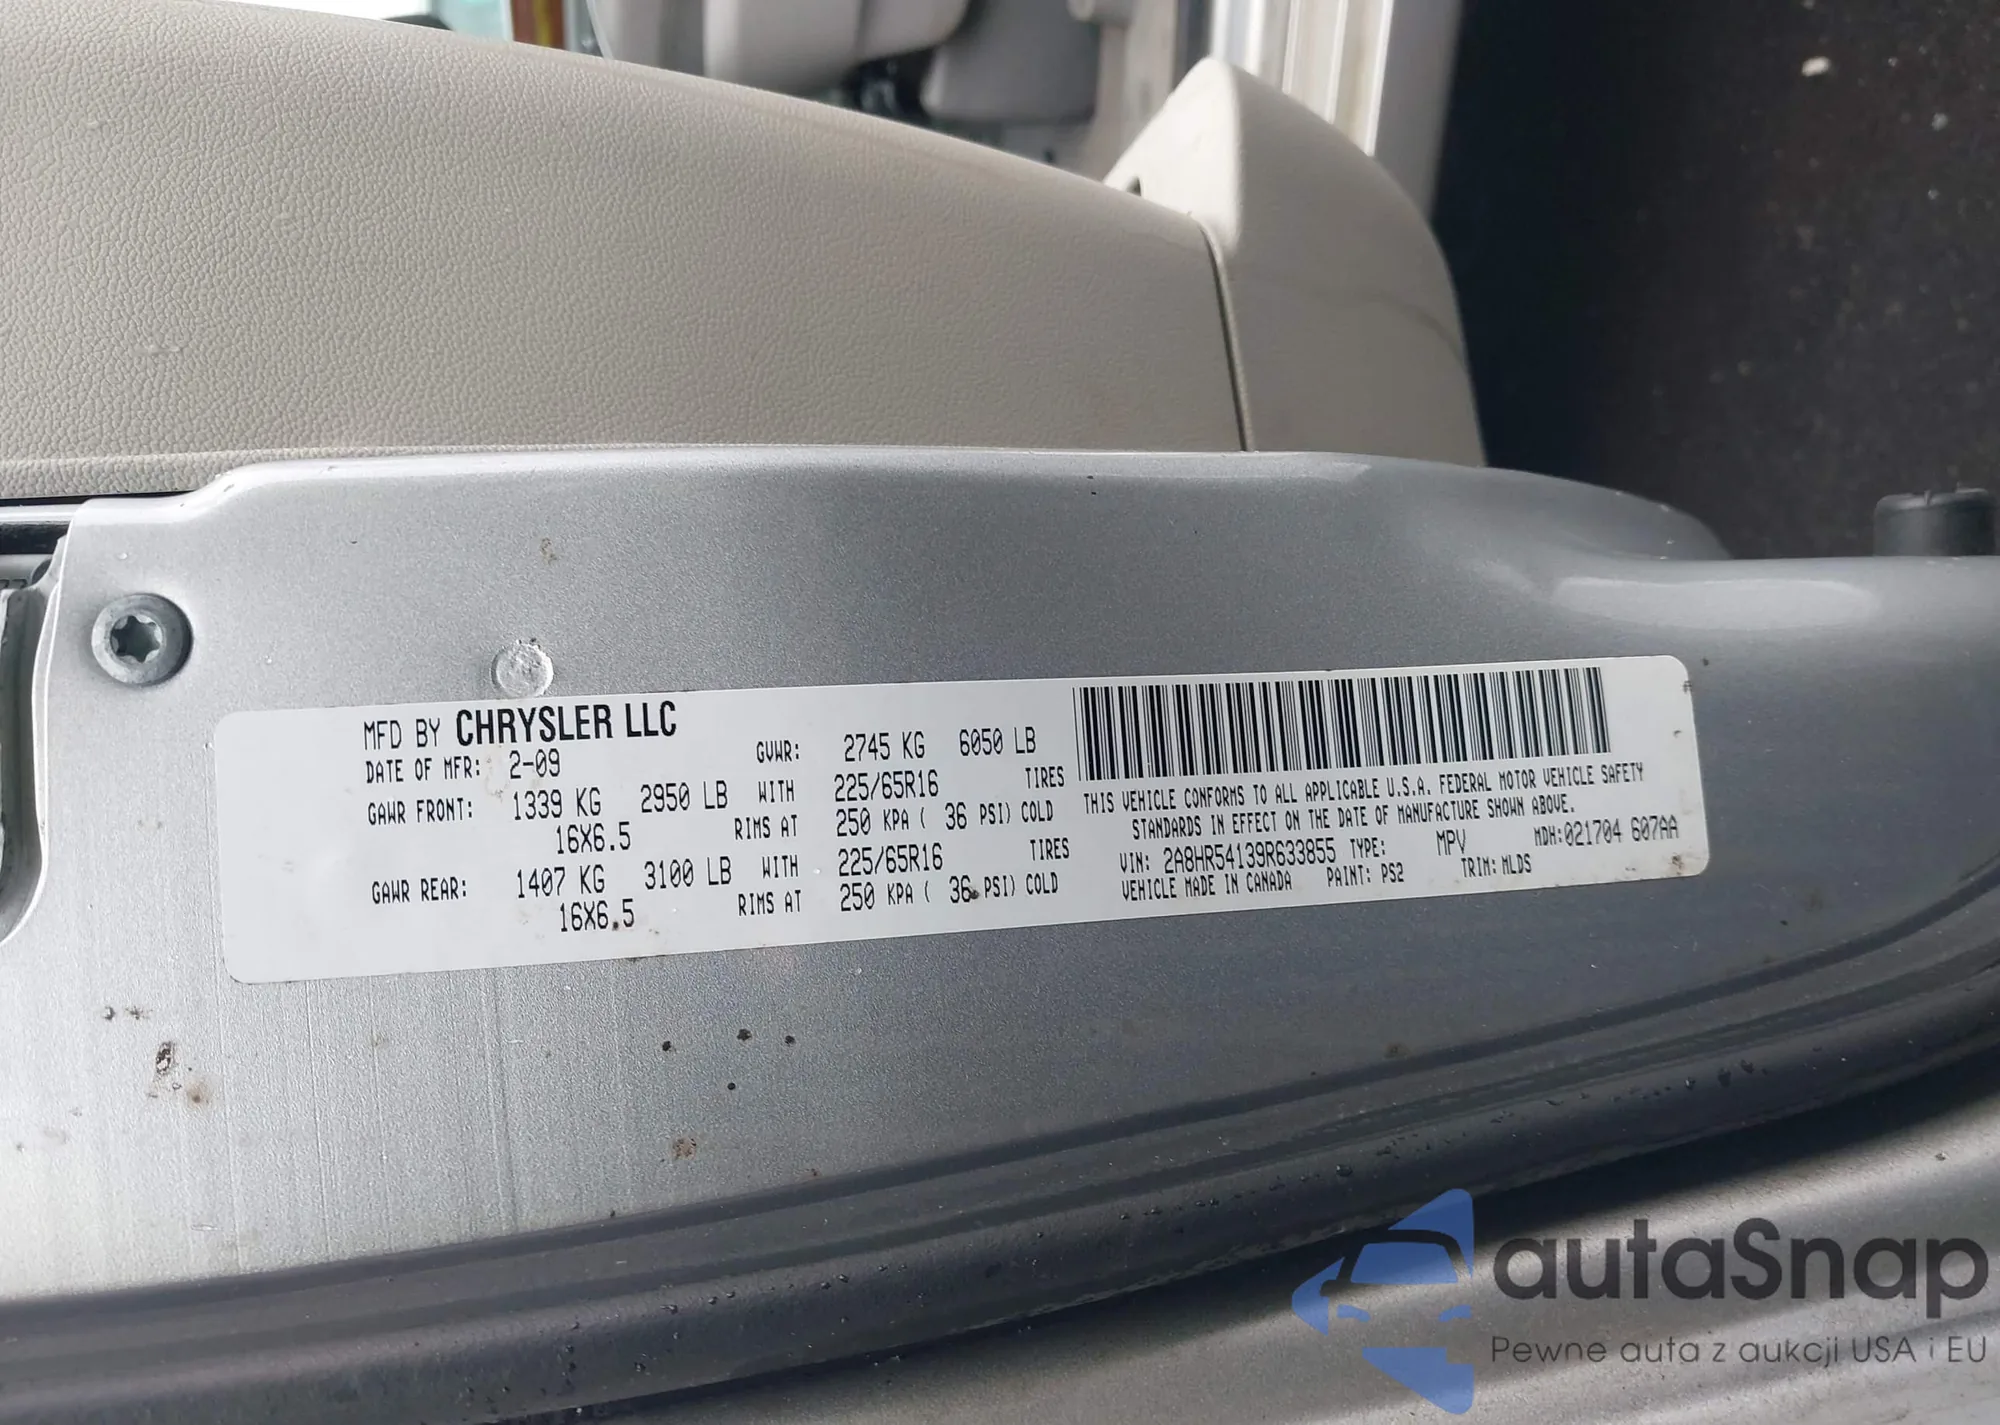 MFD BY CHRYSLER LLC
DATE OF MFR: 2-09 GVWR: 2745 KG 6050 LB
GAWR FRONT: 1339 KG 2950 LB WITH 225/65R16 TIRES
16X6.5 RIMS AT 250 KPA ( 36 PSI) COLD
GAWR REAR: 1407 KG 3100 LB WITH 225/65R16 TIRES
16X6.5 RIMS AT 250 KPA ( 36 PSI) COLD
THIS VEHICLE CONFORMS TO ALL APPLICABLE U.S.A. FEDERAL MOTOR VEHICLE SAFETY
STANDARDS IN EFFECT ON THE DATE OF MANUFACTURE SHOWN ABOVE.
VIN: 2A8HR54139R633855 TYPE: MPV MDH:021704 607AA
VEHICLE MADE IN CANADA PAINT: PS2 TRIM: MLDS
autaSnap
Pewne auta z aukcji USA i EU